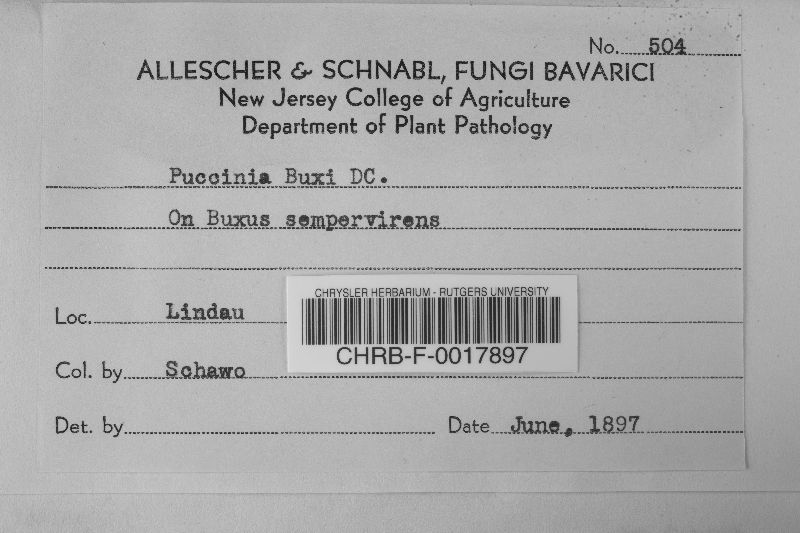 No. 504
ALLESCHER & SCHNABL, FUNGI BAVARICI
New Jersey College of Agriculture
Department of Plant Pathology
Puccinia Buxi DC.
On Buxus sempervirens
Loc. Lindau
CHRYSLER HERBARIUM - RUTGERS UNIVERSITY
CHRB-F-0017897
Col. by Schawo
Det. by Date June, 1897